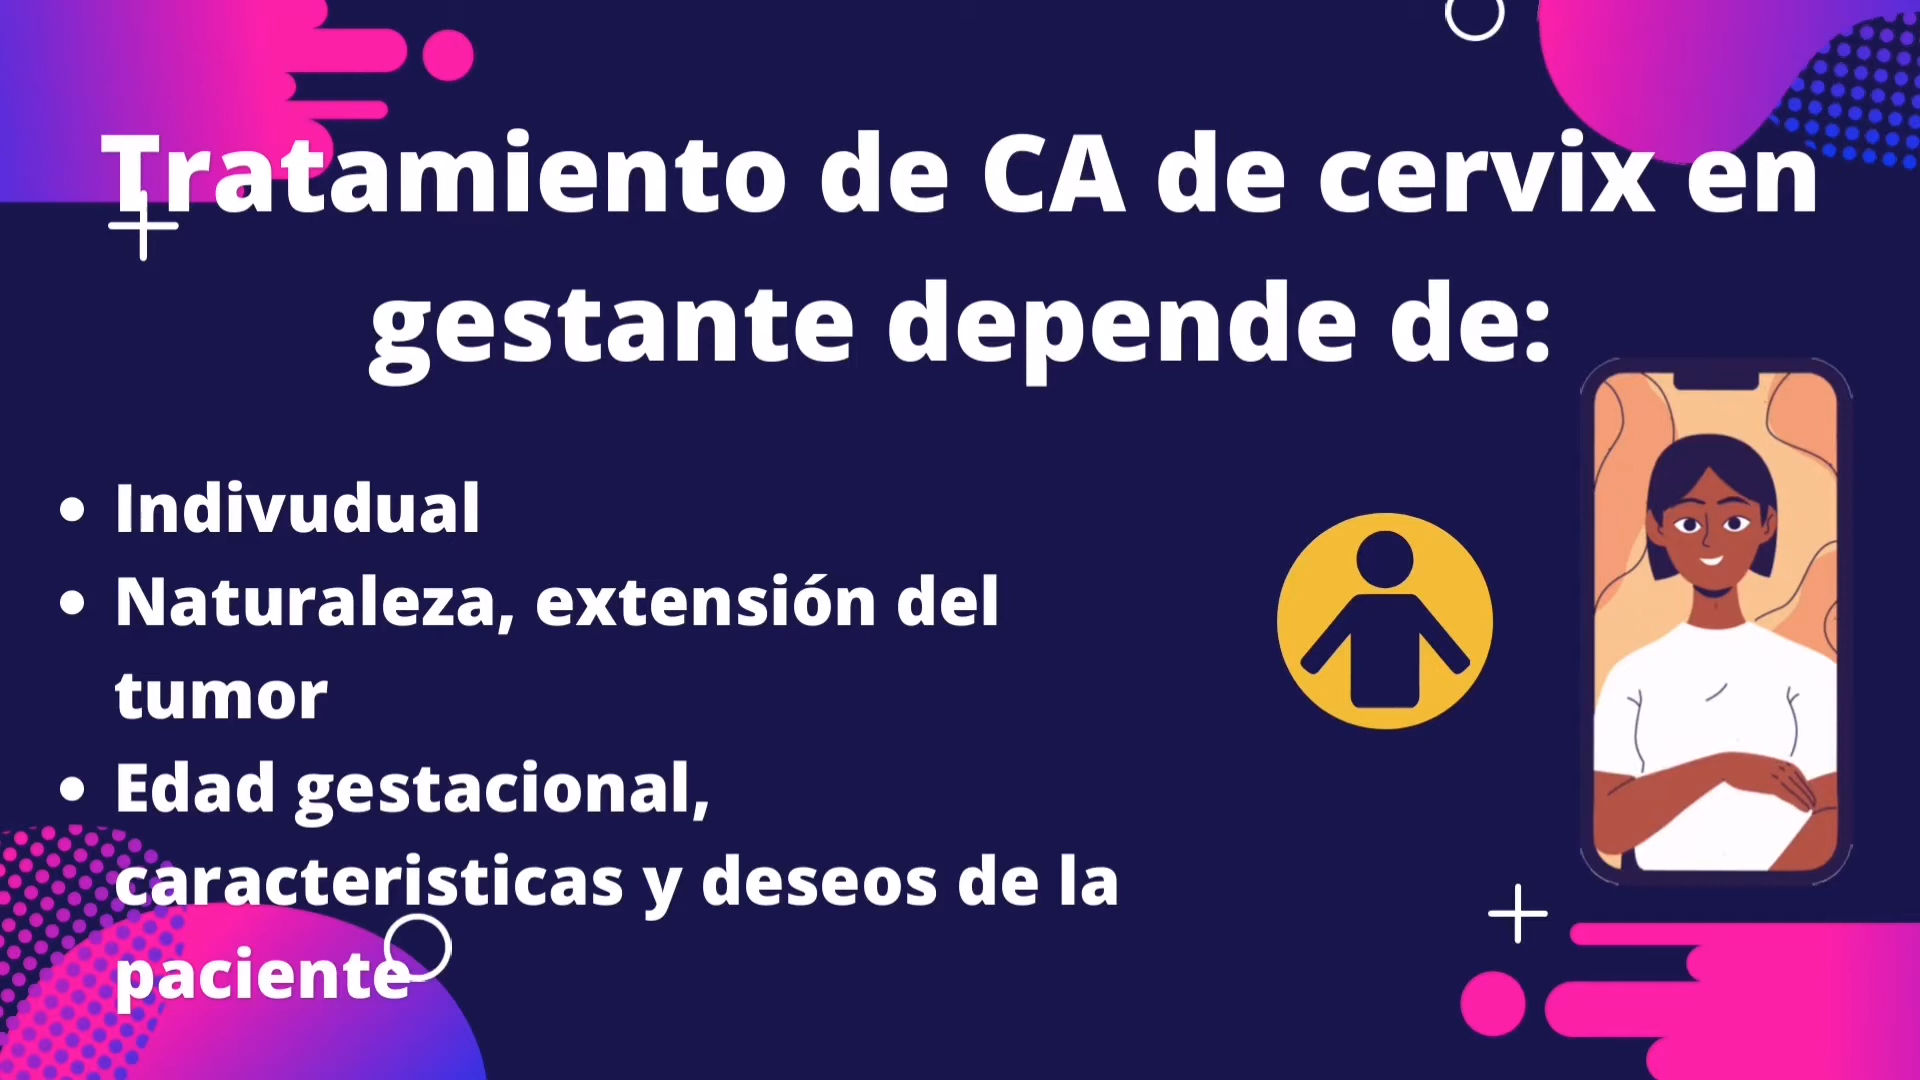 Tratamiento de CA de cervix en
gestante depende de:
• Indivudual
• Naturaleza, extensión del
tumor
• Edad gestacional,
caracteristicas y deseos de la
paciente